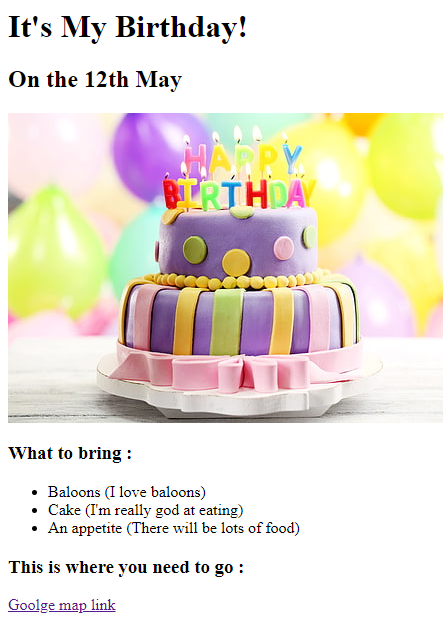 It's My Birthday!
On the 12th May
HAPPY
BIRTHDAY
What to bring :
Baloons (I love baloons)
Cake (I'm really god at eating)
An appetite (There will be lots of food)
This is where you need to go :
Goolge map link